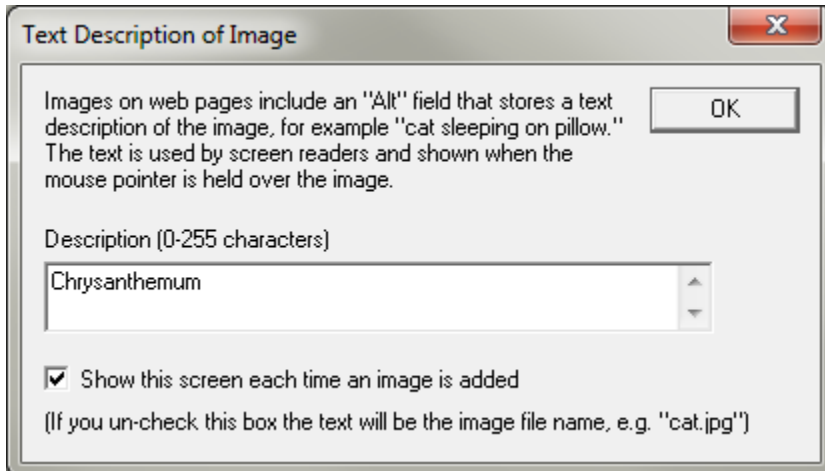 Text Description of Image
Images on web pages include an "Alt" field that stores a text
description of the image, for example "cat sleeping on pillow."
The text is used by screen readers and shown when the
mouse pointer is held over the image.
OK
Description (0-255 characters)
Chrysanthemum
Show this screen each time an image is added
(If you un-check this box the text will be the image file name, e.g. "cat.jpg")